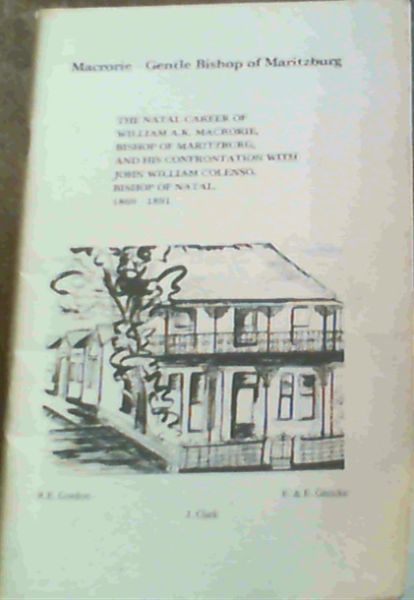 Macrorie - Gentle Bishop of Maritzburg
THE NATAL CAREER OF
WILLIAM A.K. MACRORIE,
BISHOP OF MARITZBURG,
AND HIS CONFRONTATION WITH
JOHN WILLIAM COLENSO,
BISHOP OF NATAL,
1869 - 1891
R.E. Gordon
E. & E.
J. Clark